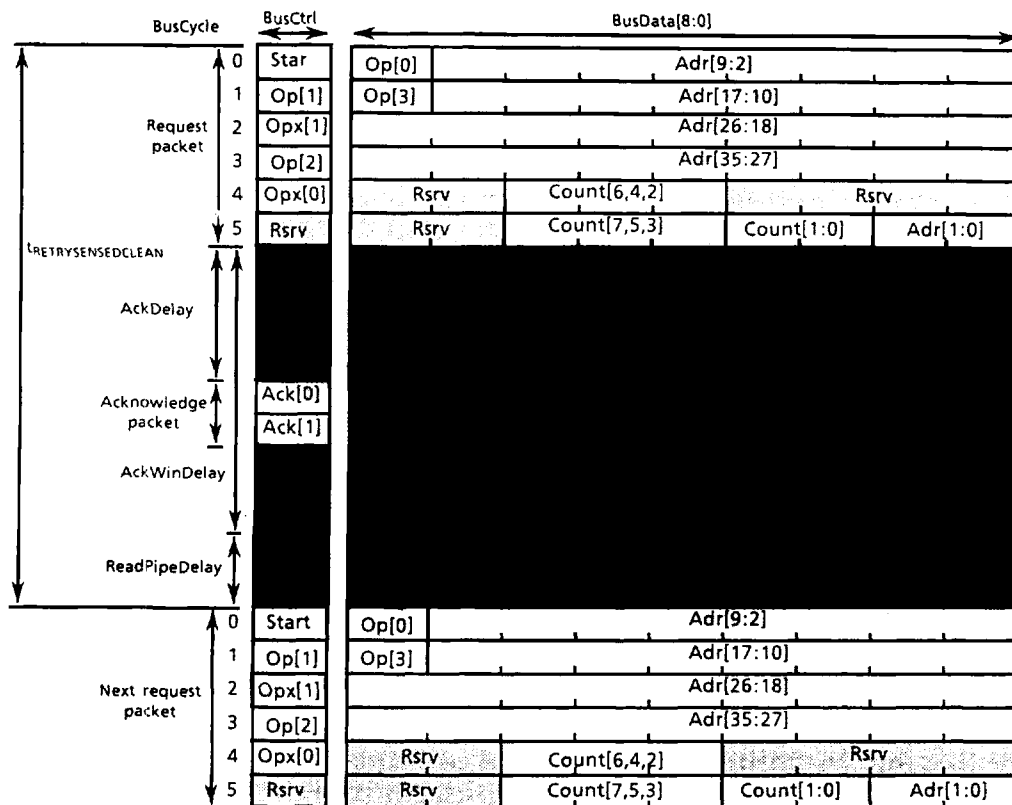 BusCycle BusCtrl BusData[8:0]
0 Star Op[0] Adr[9:2]
1 Op[1] Op[3] Adr[17:10]
Request packet
2 Opx[1] Adr[26:18]
3 Op[2] Adr[35:27]
4 Opx[0] Rsrv Count[6,4,2] Rsrv
5 Rsrv Rsrv Count[7,5,3] Count[1:0] Adr[1:0]
tRETRYSENSEDCLEAN
AckDelay
Acknowledge
packet
Ack[0]
Ack[1]
AckWinDelay
ReadPipeDelay
0 Start Op[0] Adr[9:2]
1 Op[1] Op[3] Adr[17:10]
Next request
packet
2 Opx[1] Adr[26:18]
3 Op[2] Adr[35:27]
4 Opx[0] Rsrv Count[6,4,2] Rsrv
5 Rsrv Rsrv Count[7,5,3] Count[1:0] Adr[1:0]